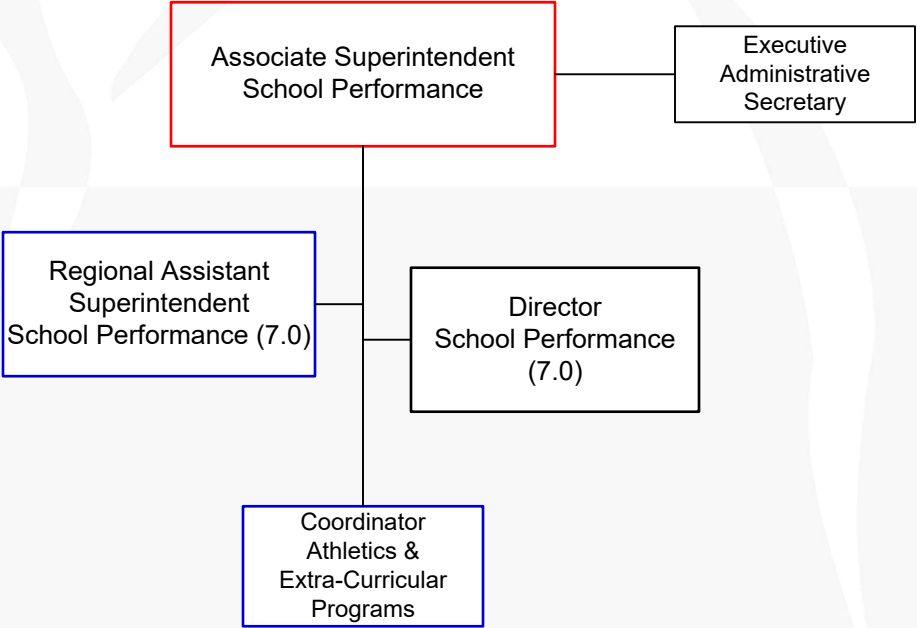 Associate Superintendent
School Performance
Executive
Administrative
Secretary
Regional Assistant
Superintendent
School Performance (7.0)
Director
School Performance
(7.0)
Coordinator
Athletics &
Extra-Curricular
Programs